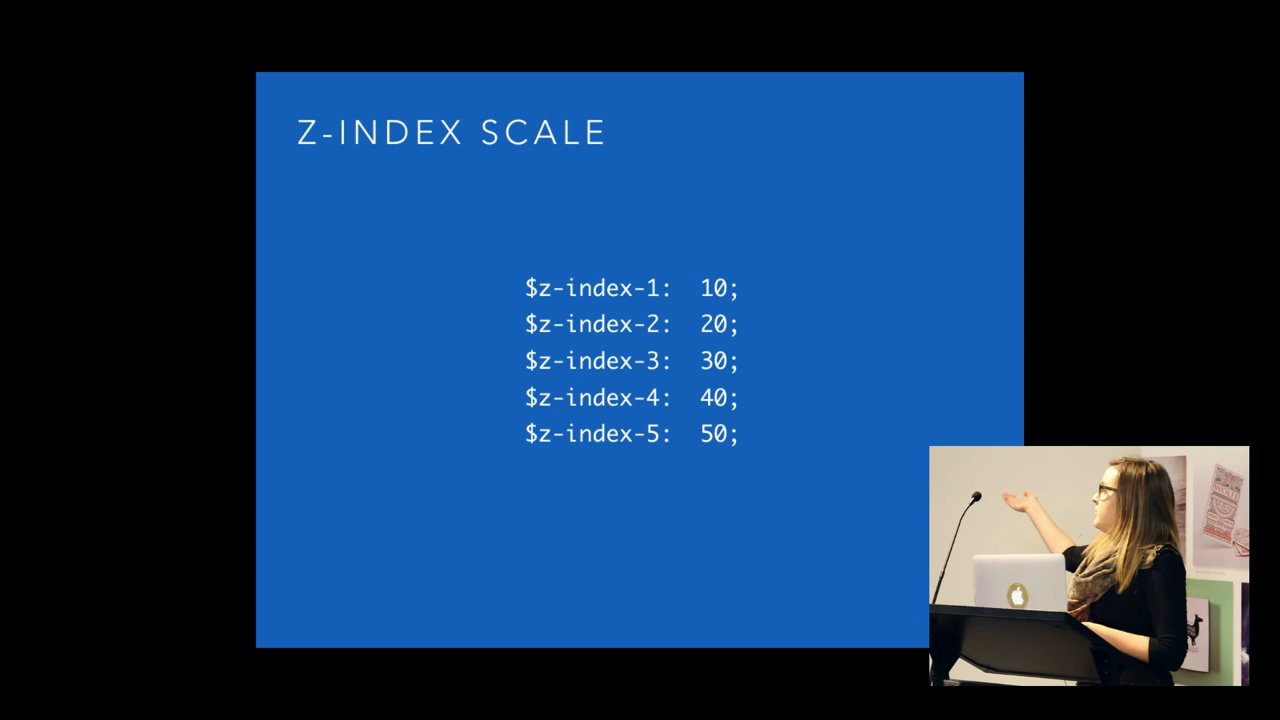 Z-INDEX SCALE
$z-index-1: 10;
$z-index-2: 20;
$z-index-3: 30;
$z-index-4: 40;
$z-index-5: 50;